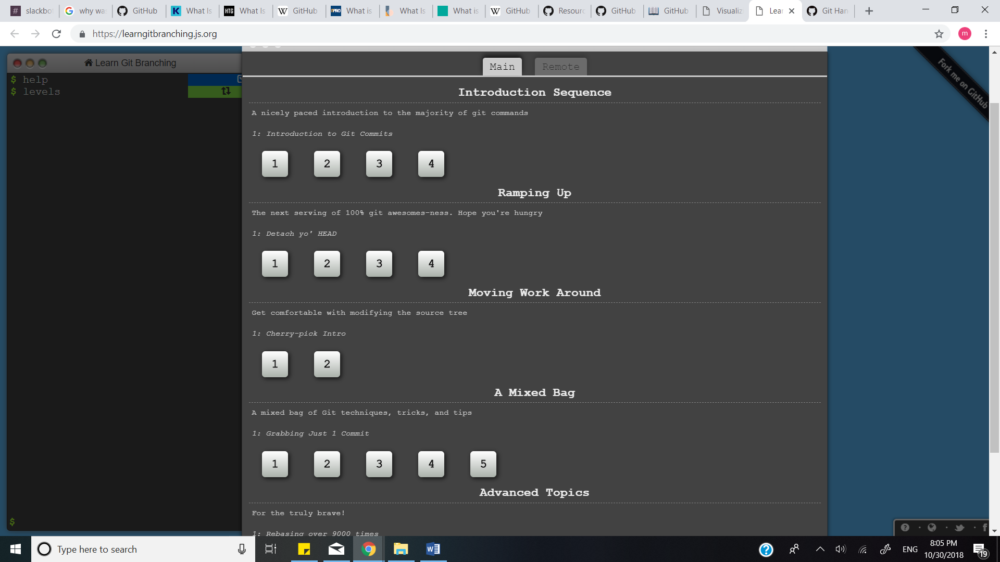 slackbo
why wa
GitHub
What Is
HTG
What Is
W
GitHub
NPRO
What is
What Is
What is
W
GitHub
Resourc
GitHub
GitHub
Visualiz
Lear
Git Han
https://learngitbranching.js.org
m
Learn Git Branching
$ help
$ levels
$
Fork me on GitHub
Main
Remote
Introduction Sequence
A nicely paced introduction to the majority of git commands
1: Introduction to Git Commits
1 2 3 4
Ramping Up
The next serving of 100% git awesomes-ness. Hope you're hungry
1: Detach yo' HEAD
1 2 3 4
Moving Work Around
Get comfortable with modifying the source tree
1: Cherry-pick Intro
1 2
A Mixed Bag
A mixed bag of Git techniques, tricks, and tips
1: Grabbing Just 1 Commit
1 2 3 4 5
Advanced Topics
For the truly brave!
1: Rebasing over 9000 times
Type here to search
ENG
8:05 PM
10/30/2018
19